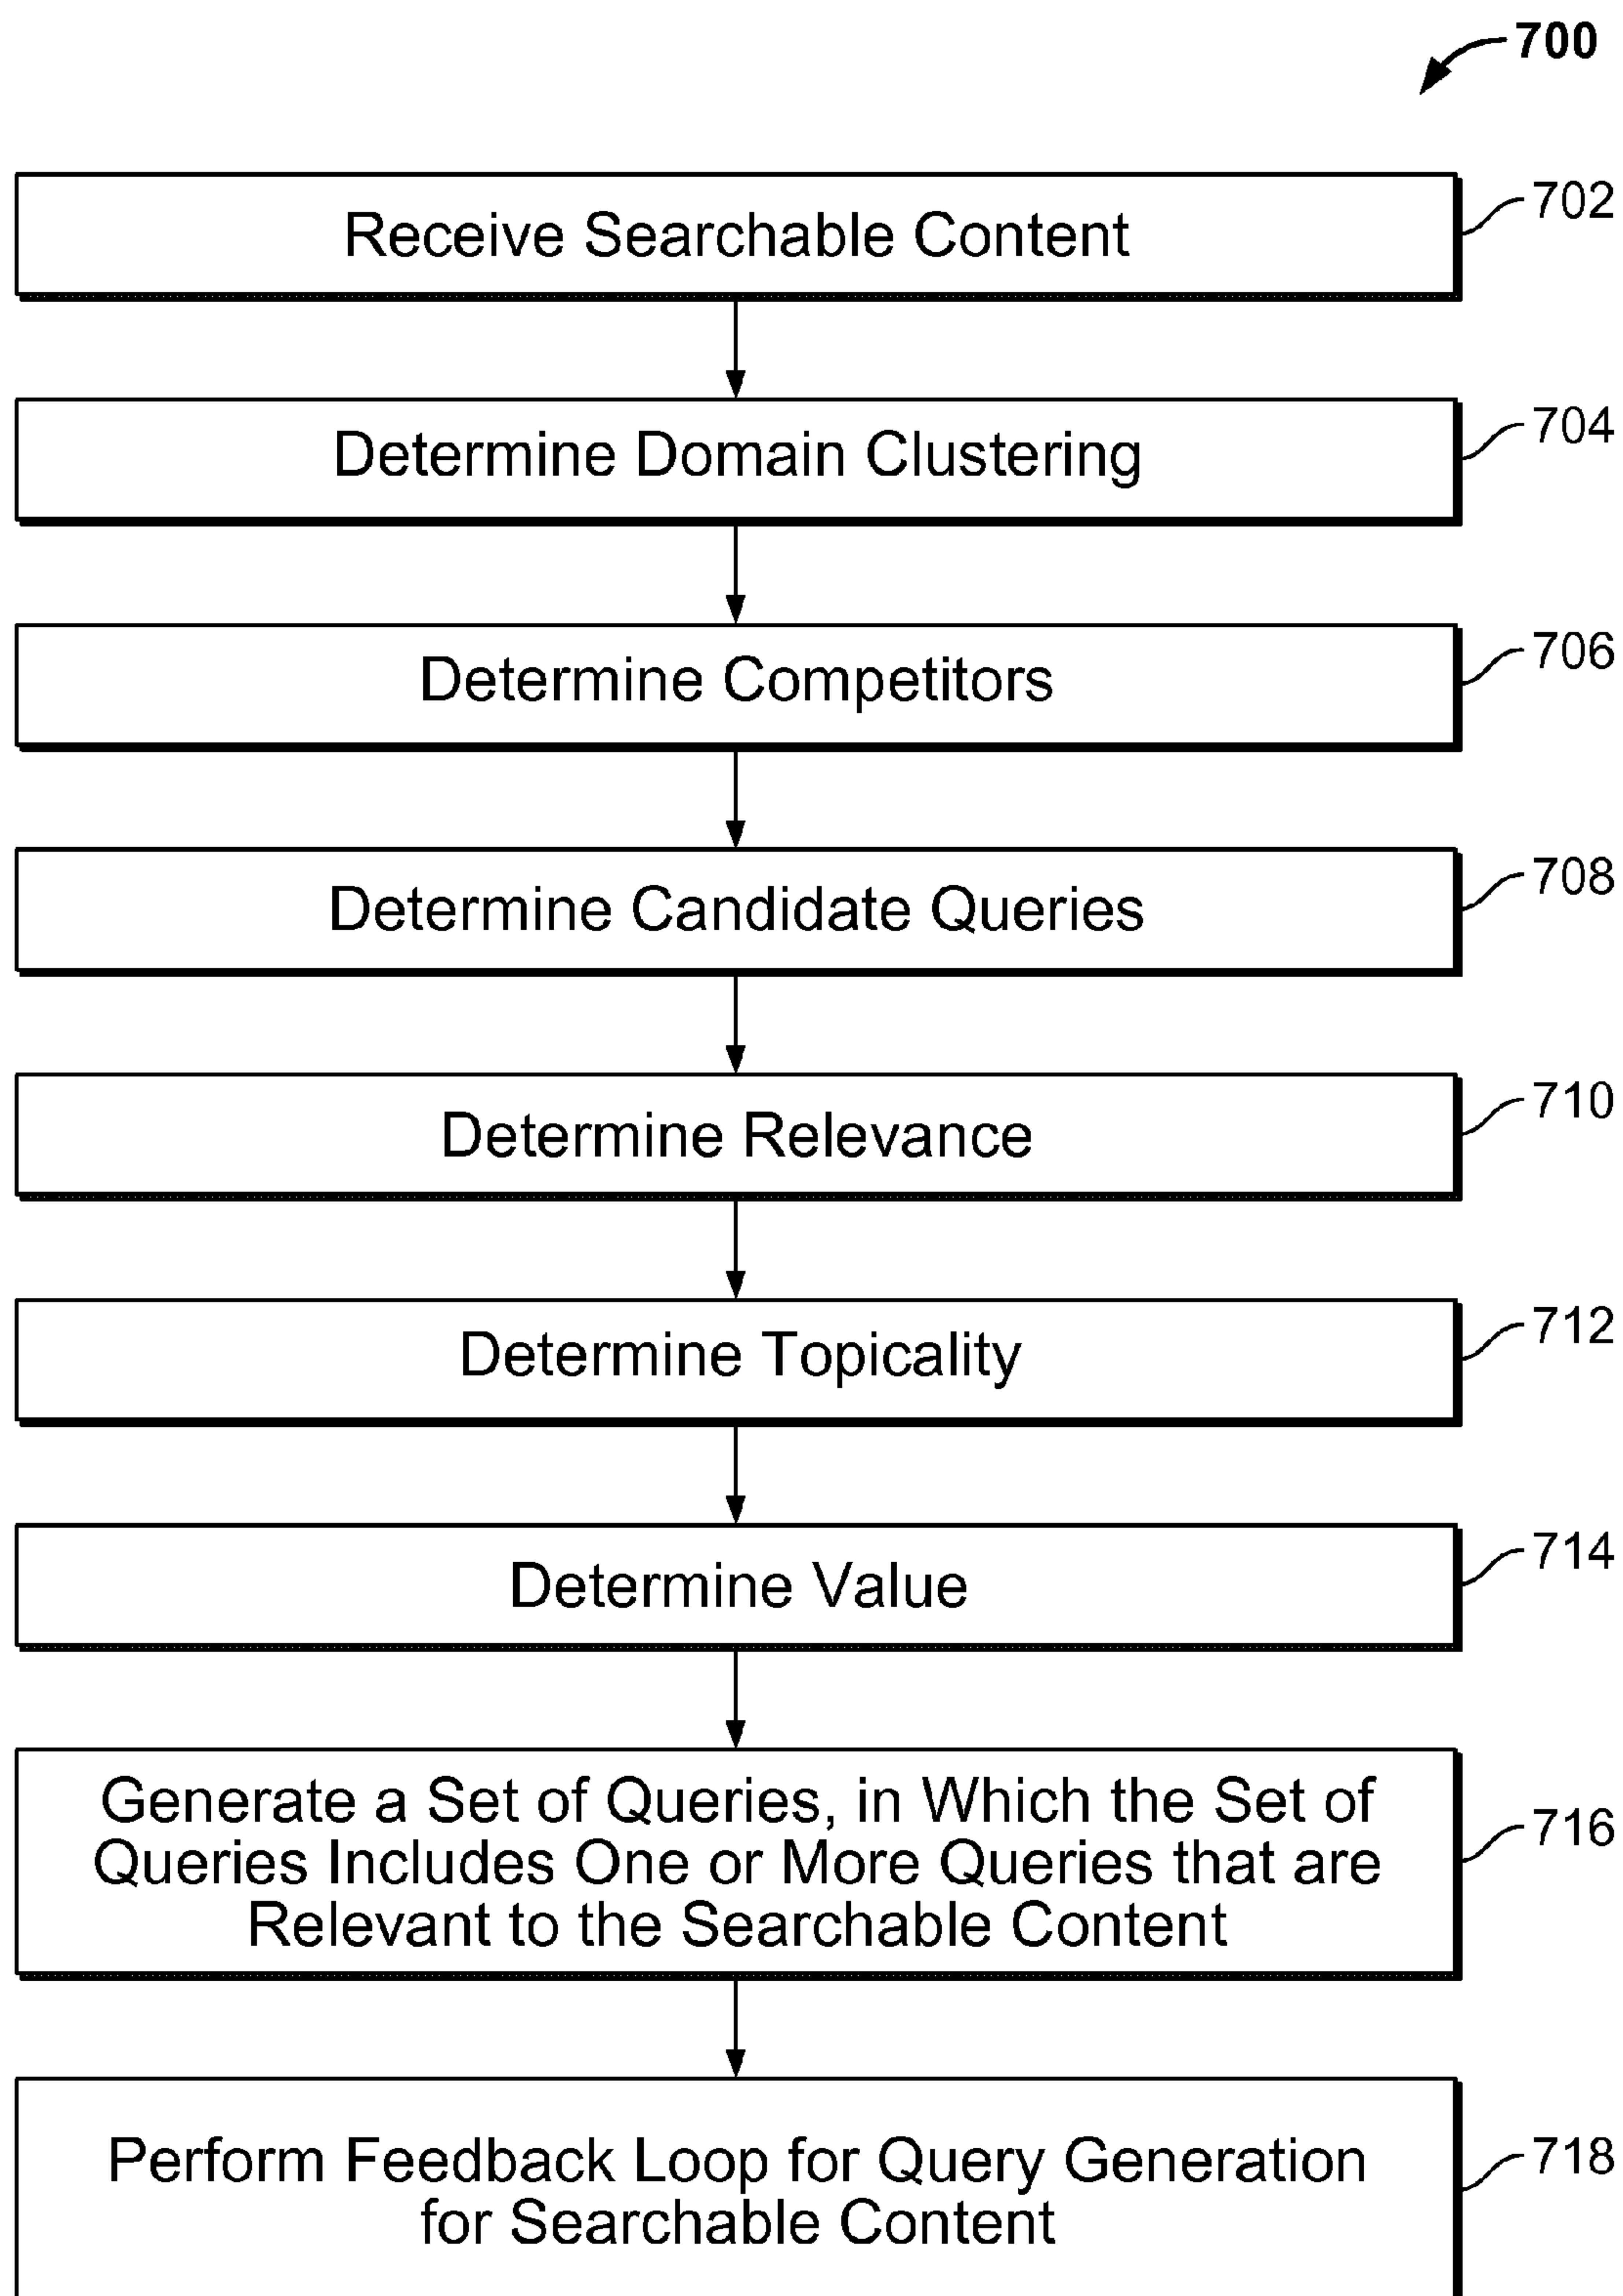 700
Receive Searchable Content
702
Determine Domain Clustering
704
Determine Competitors
706
Determine Candidate Queries
708
Determine Relevance
710
Determine Topicality
712
Determine Value
714
Generate a Set of Queries, in Which the Set of
Queries Includes One or More Queries that are
Relevant to the Searchable Content
716
Perform Feedback Loop for Query Generation
for Searchable Content
718